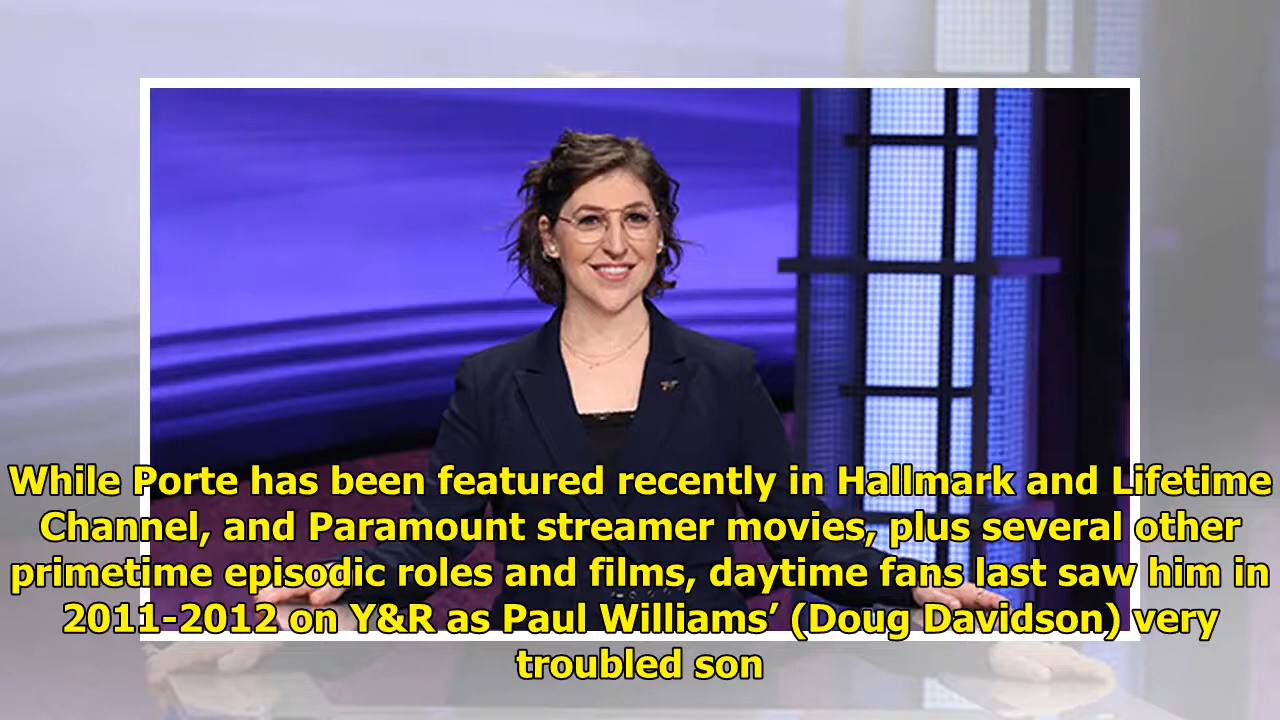 While Porte has been featured recently in Hallmark and Lifetime
Channel, and Paramount streamer movies, plus several other
primetime episodic roles and films, daytime fans last saw him in
2011-2012 on Y&R as Paul Williams’ (Doug Davidson) very
troubled son